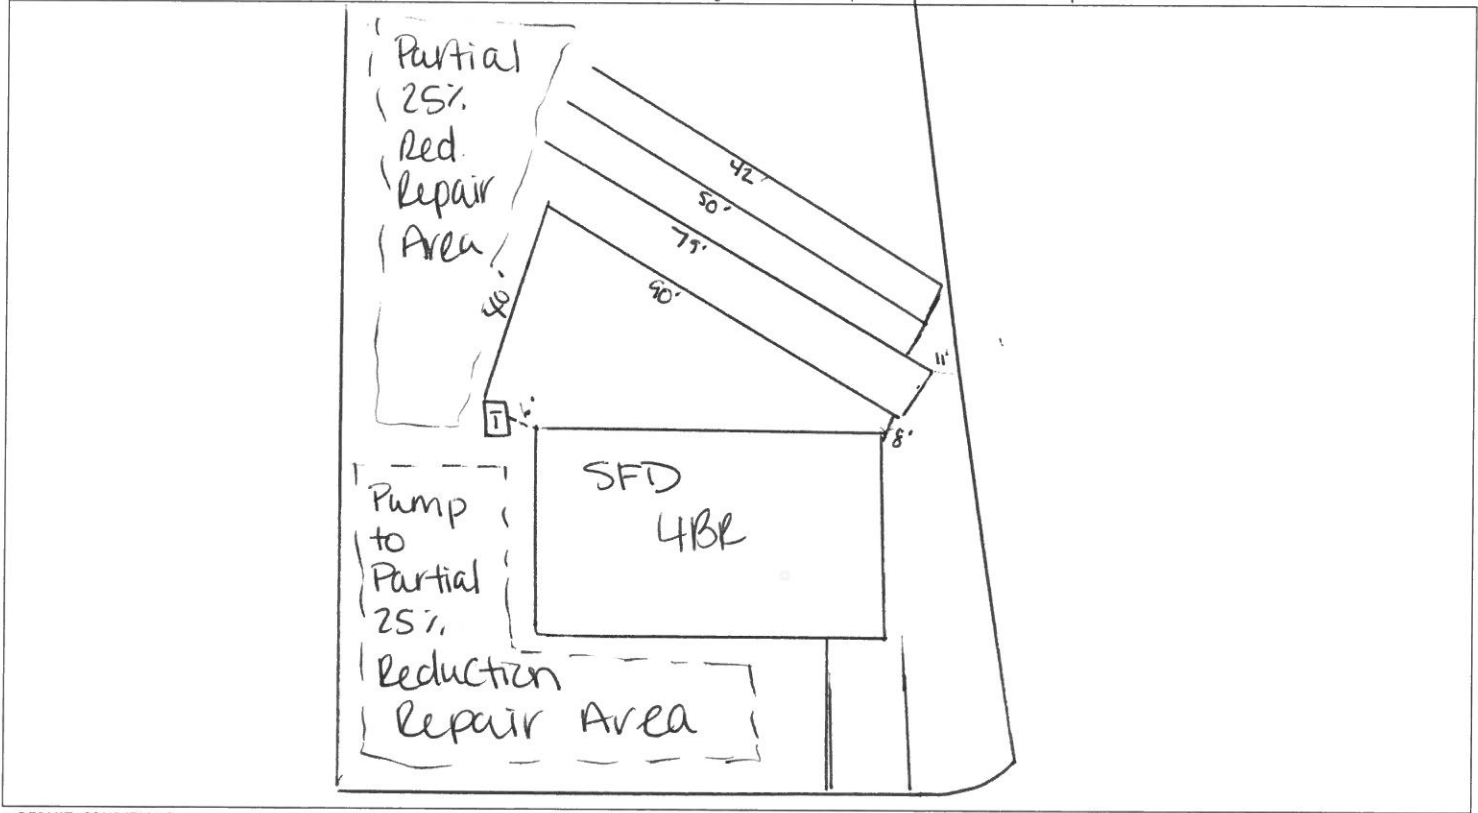 Partial
25%
Red.
Repair
Area
42'
50'
79'
90'
40'
11'
T
6'
8'
SFD
4BR
Pump
to
Partial
25%
Reduction
Repair Area